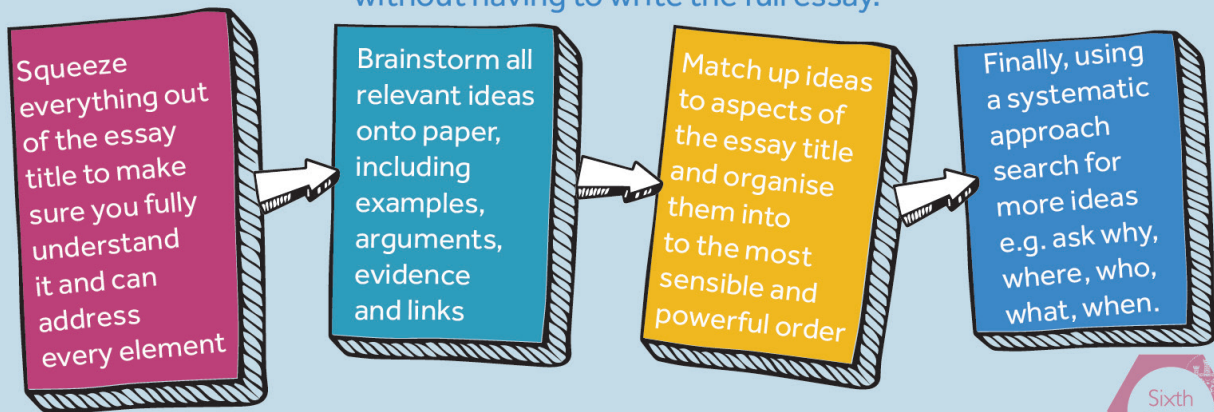 without having to write the full essay.
Squeeze
everything out
of the essay
title to make
sure you fully
understand
it and can
address
every element
Brainstorm all
relevant ideas
onto paper,
including
examples,
arguments,
evidence
and links
Match up ideas
to aspects of
the essay title
and organise
them into
to the most
sensible and
powerful order
Finally, using
a systematic
approach
search for
more ideas
e.g. ask why,
where, who,
what, when.
Sixth